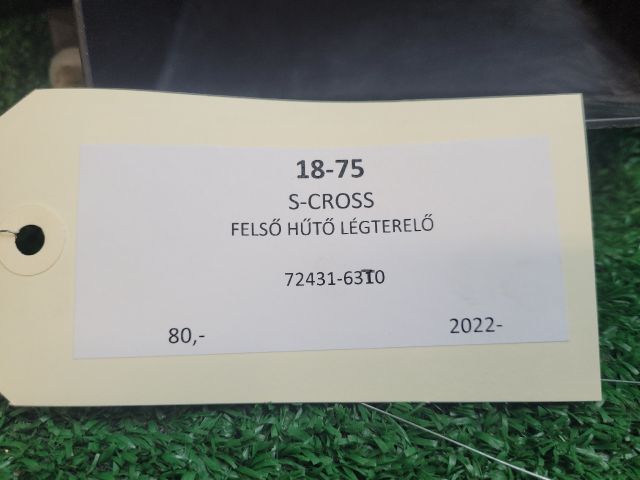 18-75
S-CROSS
FELSŐ HŰTŐ LÉGTERELŐ
72431-63T0
80,-
2022-